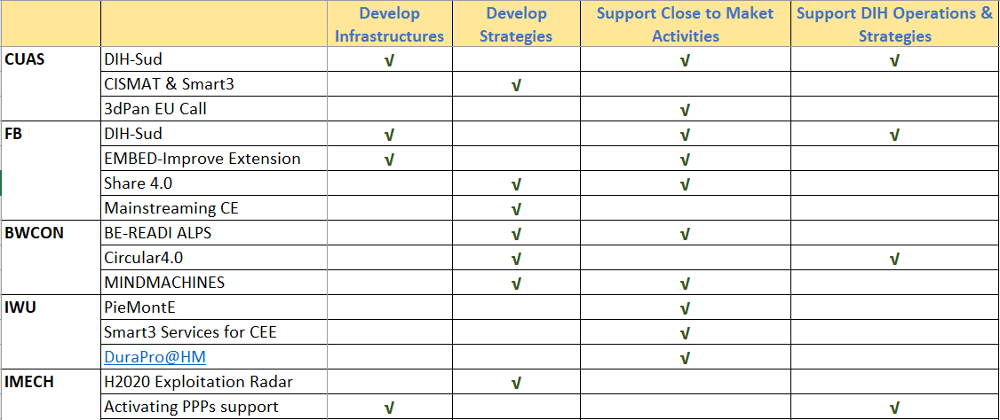 Develop Infrastructures Develop Strategies Support Close to Maket Activities Support DIH Operations & Strategies
CUAS DIH-Sud √ √ √
CISMAT & Smart3 √
3dPan EU Call √
FB DIH-Sud √ √ √
EMBED-Improve Extension √ √
Share 4.0 √ √
Mainstreaming CE √
BWCON BE-READI ALPS √ √
Circular4.0 √ √
MINDMACHINES √ √
IWU PieMontE √
Smart3 Services for CEE √
DuraPro@HM √
IMECH H2020 Exploitation Radar √
Activating PPPs support √ √